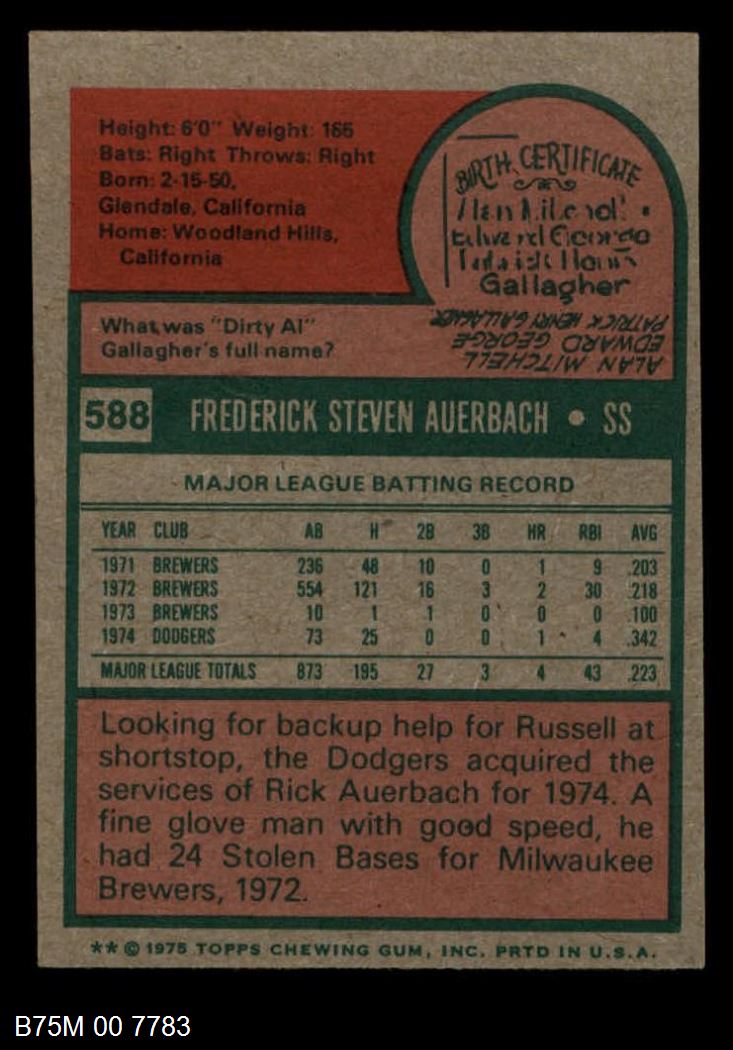 Height: 6'0" Weight: 165
Bats: Right Throws: Right
Born: 2-15-50,
Glendale, California
Home: Woodland Hills,
California
BIRTH CERTIFICATE
Gallagher
What was "Dirty Al"
Gallagher's full name?
ALAN MITCHELL
EDWARD GEORGE
PATRICK HENRY GALLAGHER
588 FREDERICK STEVEN AUERBACH • SS
MAJOR LEAGUE BATTING RECORD
YEAR CLUB AB H 2B 3B HR RBI AVG
1971 BREWERS 236 48 10 0 1 9 .203
1972 BREWERS 554 121 16 3 2 30 .218
1973 BREWERS 10 1 1 0 0 0 .100
1974 DODGERS 73 25 0 0 1 4 .342
MAJOR LEAGUE TOTALS 873 195 27 3 4 43 .223
Looking for backup help for Russell at
shortstop, the Dodgers acquired the
services of Rick Auerbach for 1974. A
fine glove man with good speed, he
had 24 Stolen Bases for Milwaukee
Brewers, 1972.
** © 1975 TOPPS CHEWING GUM, INC. PRTD IN U.S.A.
B75M 00 7783